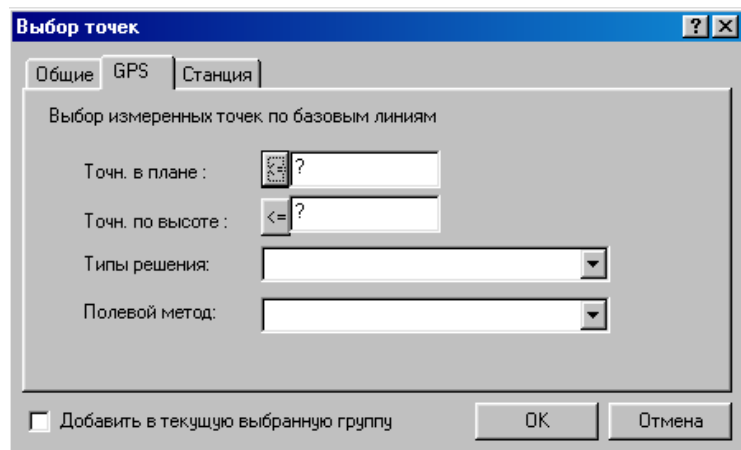 Выбор точек
Общие GPS Станция
Выбор измеренных точек по базовым линиям
Точн. в плане : <= ?
Точн. по высоте : <= ?
Типы решения:
Полевой метод:
Добавить в текущую выбранную группу OK Отмена